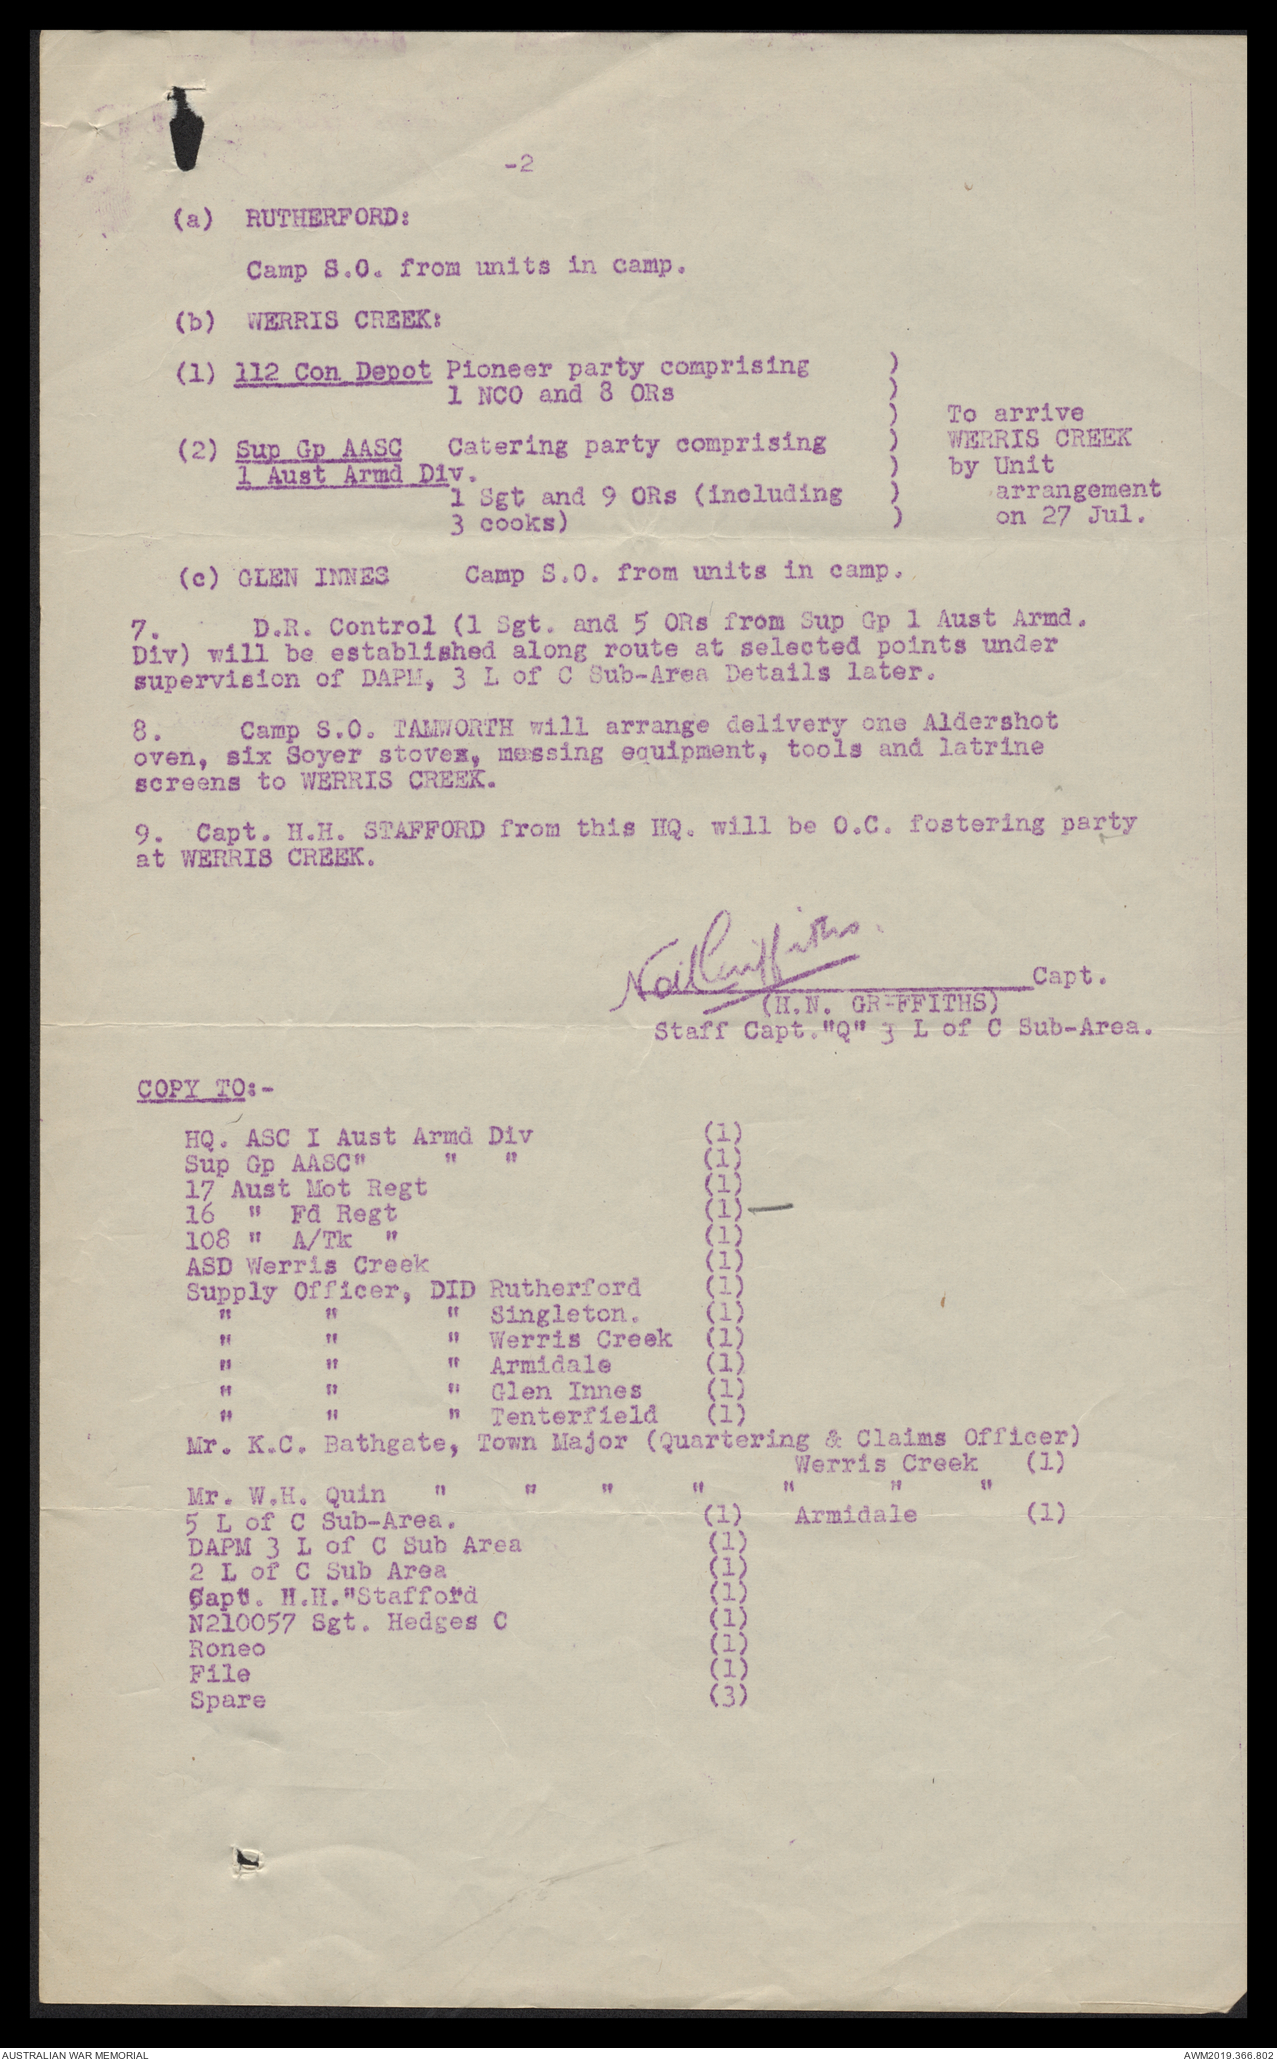 -2
(a) RUTHERFORD:
Camp S.O. from units in camp.
(b) WERRIS CREEK:
(1) 112 Con Depot Pioneer party comprising )
1 NCO and 8 ORs )
) To arrive
(2) Sup Gp AASC Catering party comprising ) WERRIS CREEK
1 Aust Armd Div. ) by Unit
1 Sgt and 9 ORs (including ) arrangement
3 cooks) ) on 27 Jul.
(c) GLEN INNES Camp S.O. from units in camp.
7. D.R. Control (1 Sgt. and 5 ORs from Sup Gp 1 Aust Armd.
Div) will be established along route at selected points under
supervision of DAPM, 3 L of C Sub-Area Details later.
8. Camp S.O. TAMWORTH will arrange delivery one Aldershot
oven, six Soyer stoves, messing equipment, tools and latrine
screens to WERRIS CREEK.
9. Capt. H.H. STAFFORD from this HQ. will be O.C. fostering party
at WERRIS CREEK.
Neil Griffiths.
Capt.
(H.N. GRIFFITHS)
Staff Capt."Q" 3 L of C Sub-Area.
COPY TO:-
HQ. ASC I Aust Armd Div (1)
Sup Gp AASC" " " (1)
17 Aust Mot Regt (1)
16 " Fd Regt (1) —
108 " A/Tk " (1)
ASD Werris Creek (1)
Supply Officer, DID Rutherford (1)
" " " Singleton. (1)
" " " Werris Creek (1)
" " " Armidale (1)
" " " Glen Innes (1)
" " " Tenterfield (1)
Mr. K.C. Bathgate, Town Major (Quartering & Claims Officer)
Werris Creek (1)
Mr. W.H. Quin " " " " " " "
5 L of C Sub-Area. (1) Armidale (1)
DAPM 3 L of C Sub Area (1)
2 L of C Sub Area (1)
Capt. H.H."Stafford (1)
N210057 Sgt. Hedges C (1)
Roneo (1)
File (1)
Spare (3)
AUSTRALIAN WAR MEMORIAL
AWM2019.366.802